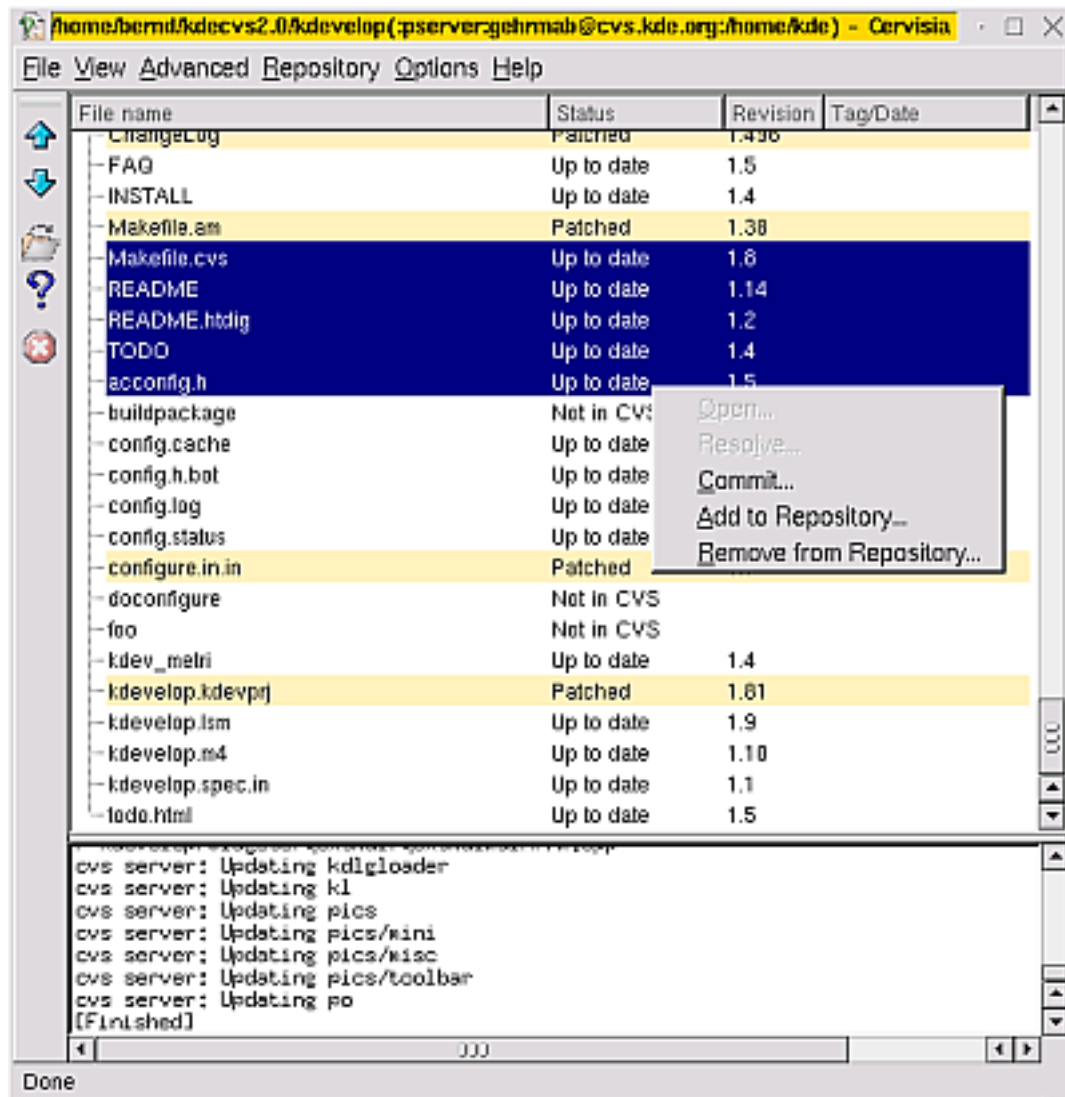 /home/bernd/kdecvs2.0/kdevelop(:pserver:gehrmab@cvs.kde.org:/home/kde) - Cervisia
File View Advanced Repository Options Help
File name Status Revision Tag/Date
ChangeLog Patched 1.496
FAQ Up to date 1.5
INSTALL Up to date 1.4
Makefile.am Patched 1.38
Makefile.cvs Up to date 1.8
README Up to date 1.14
README.htdig Up to date 1.2
TODO Up to date 1.4
acconfig.h Up to date 1.5
buildpackage Not in CVS
config.cache Up to date
config.h.bot Up to date
config.log Up to date
config.status Up to date
configure.in.in Patched
doconfigure Not in CVS
foo Not in CVS
kdev_melri Up to date 1.4
kdevelop.kdevprj Patched 1.81
kdevelop.lsm Up to date 1.9
kdevelop.m4 Up to date 1.10
kdevelop.spec.in Up to date 1.1
todo.html Up to date 1.5
Open...
Resolve...
Commit...
Add to Repository...
Remove from Repository...
cvs server: Updating kdlgloader
cvs server: Updating kl
cvs server: Updating pics
cvs server: Updating pics/mini
cvs server: Updating pics/misc
cvs server: Updating pics/toolbar
cvs server: Updating po
[Finished]
Done